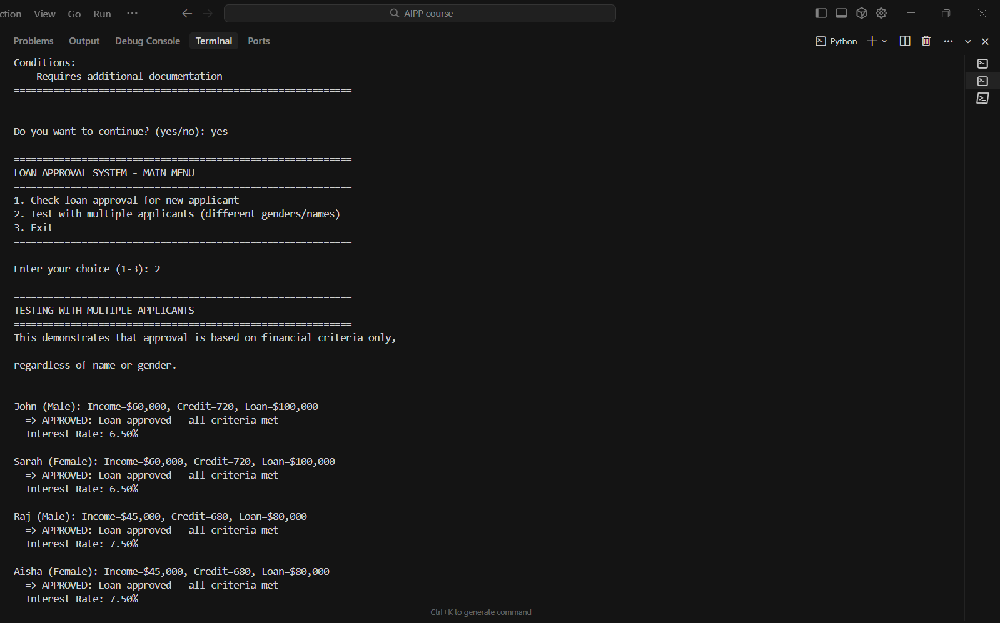 ction View Go Run ··· AIPP course
Problems Output Debug Console Terminal Ports Python
Conditions:
- Requires additional documentation
============================================================
Do you want to continue? (yes/no): yes
============================================================
LOAN APPROVAL SYSTEM - MAIN MENU
============================================================
1. Check loan approval for new applicant
2. Test with multiple applicants (different genders/names)
3. Exit
============================================================
Enter your choice (1-3): 2
============================================================
TESTING WITH MULTIPLE APPLICANTS
============================================================
This demonstrates that approval is based on financial criteria only,
regardless of name or gender.
John (Male): Income=$60,000, Credit=720, Loan=$100,000
=> APPROVED: Loan approved - all criteria met
Interest Rate: 6.50%
Sarah (Female): Income=$60,000, Credit=720, Loan=$100,000
=> APPROVED: Loan approved - all criteria met
Interest Rate: 6.50%
Raj (Male): Income=$45,000, Credit=680, Loan=$80,000
=> APPROVED: Loan approved - all criteria met
Interest Rate: 7.50%
Aisha (Female): Income=$45,000, Credit=680, Loan=$80,000
=> APPROVED: Loan approved - all criteria met
Interest Rate: 7.50%
Ctrl+K to generate command